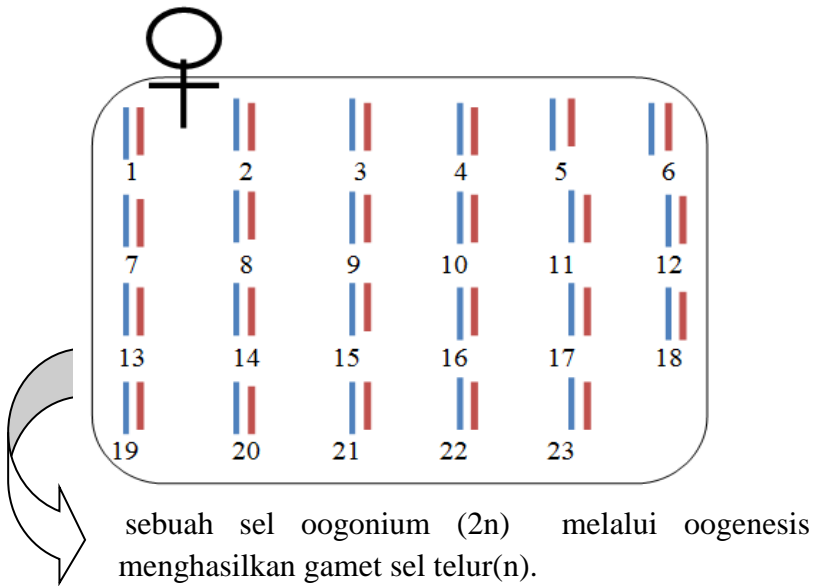 1 2 3 4 5 6
7 8 9 10 11 12
13 14 15 16 17 18
19 20 21 22 23
sebuah sel oogonium (2n) melalui oogenesis
menghasilkan gamet sel telur(n).